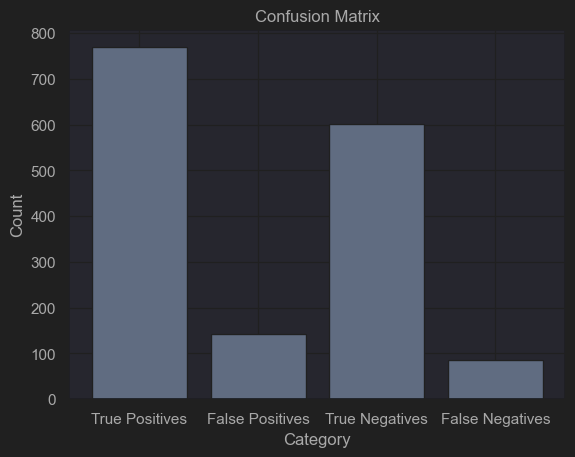 Confusion Matrix
800
700
600
500
400
300
200
100
0
Count
True Positives
False Positives
True Negatives
False Negatives
Category